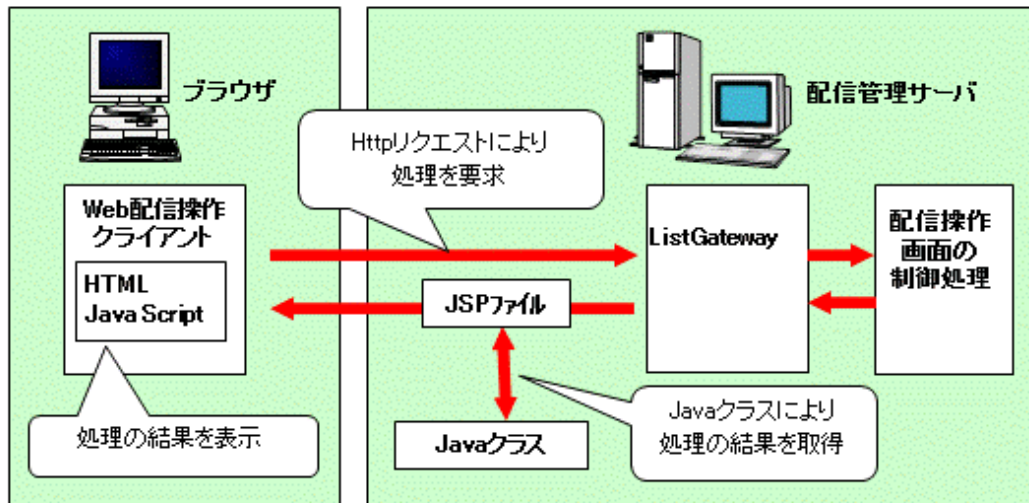 ブラウザ
Web配信操作
クライアント
HTML
Java Script
処理の結果を表示
配信管理サーバ
Httpリクエストにより
処理を要求
ListGateway
配信操作
画面の
制御処理
JSPファイル
Javaクラス
Javaクラスにより
処理の結果を取得